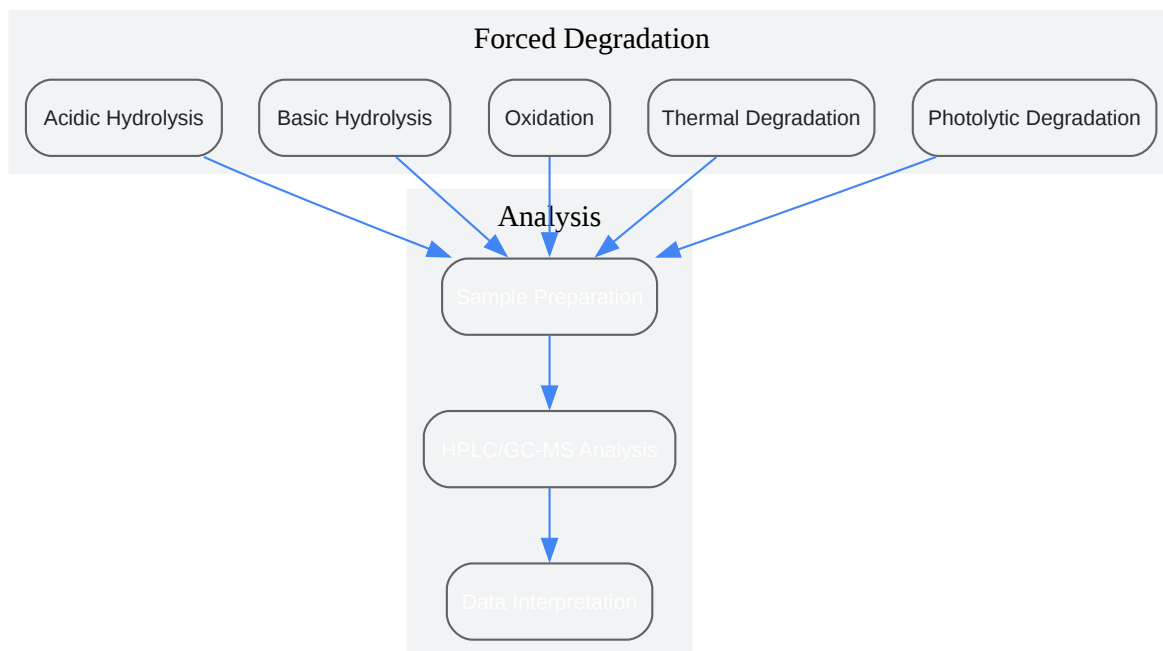 Forced Degradation
Acidic Hydrolysis
Basic Hydrolysis
Oxidation
Thermal Degradation
Photolytic Degradation
Analysis
Sample Preparation
HPLC/GC-MS Analysis
Data Interpretation